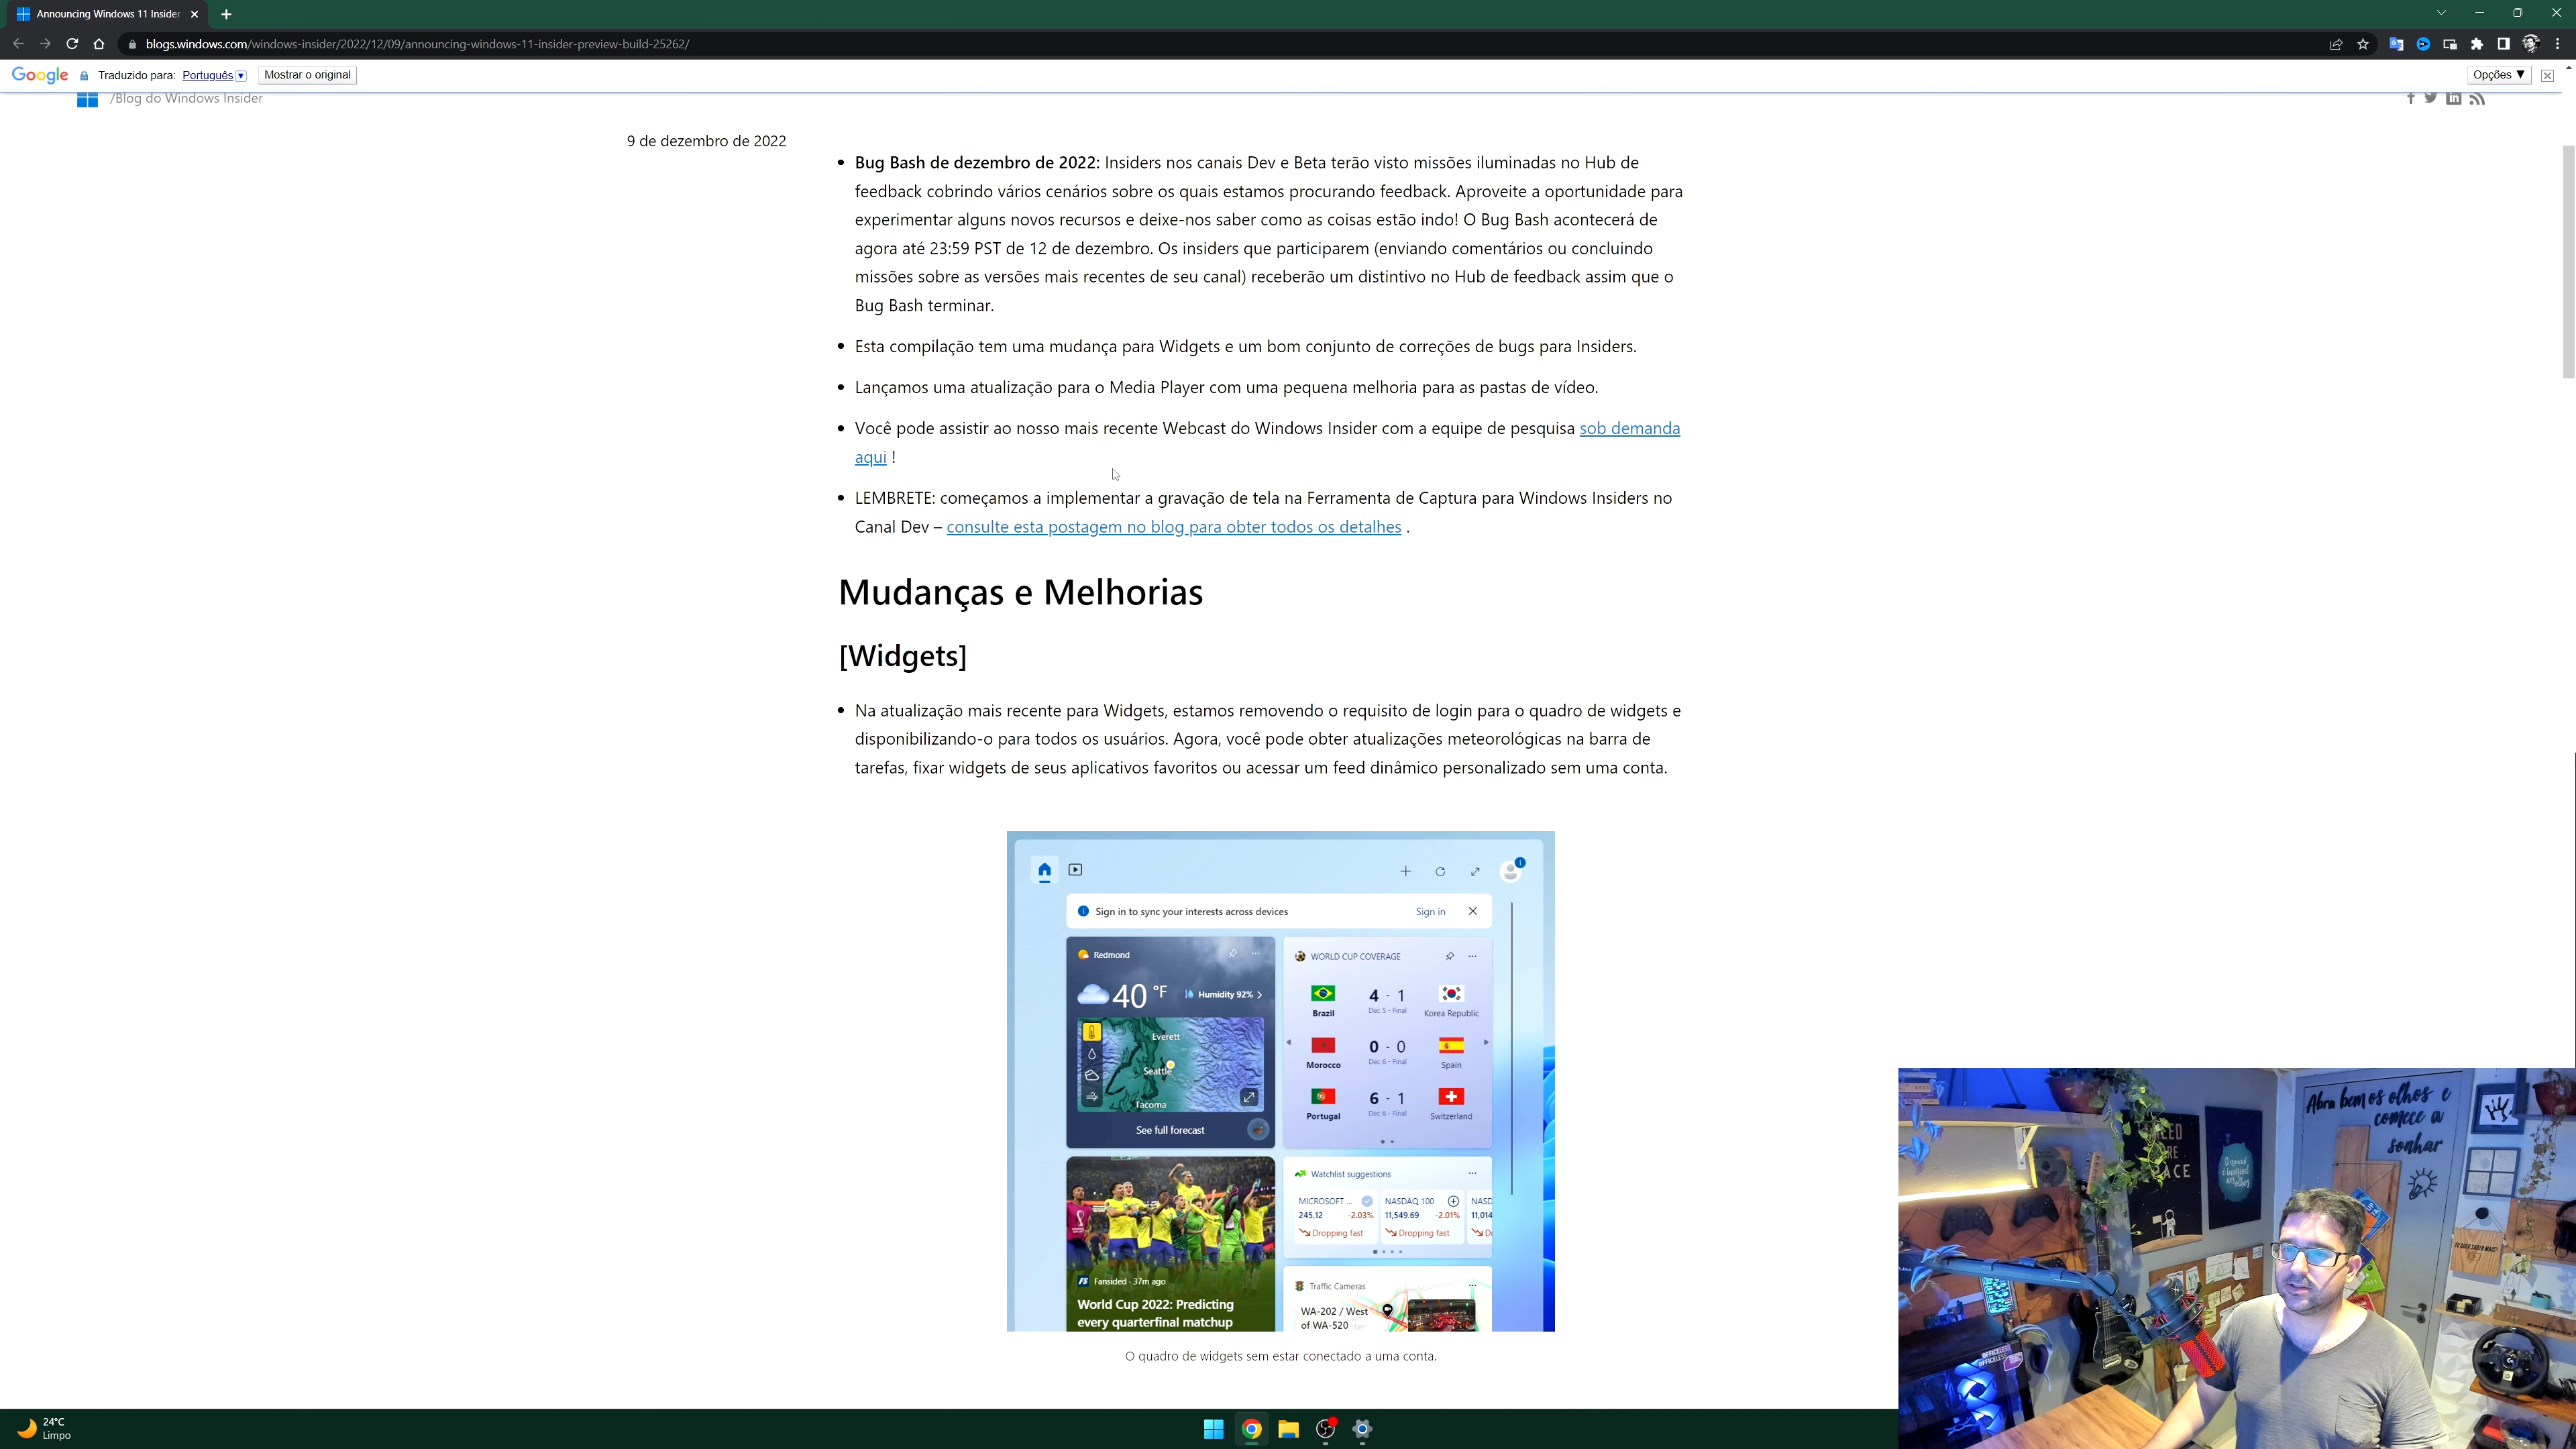 Announcing Windows 11 Insider
blogs.windows.com/windows-insider/2022/12/09/announcing-windows-11-insider-preview-build-25262/
Google Traduzido para: Português Mostrar o original Opções ▼
/Blog do Windows Insider
9 de dezembro de 2022
• Bug Bash de dezembro de 2022: Insiders nos canais Dev e Beta terão visto missões iluminadas no Hub de
feedback cobrindo vários cenários sobre os quais estamos procurando feedback. Aproveite a oportunidade para
experimentar alguns novos recursos e deixe-nos saber como as coisas estão indo! O Bug Bash acontecerá de
agora até 23:59 PST de 12 de dezembro. Os insiders que participarem (enviando comentários ou concluindo
missões sobre as versões mais recentes de seu canal) receberão um distintivo no Hub de feedback assim que o
Bug Bash terminar.
• Esta compilação tem uma mudança para Widgets e um bom conjunto de correções de bugs para Insiders.
• Lançamos uma atualização para o Media Player com uma pequena melhoria para as pastas de vídeo.
• Você pode assistir ao nosso mais recente Webcast do Windows Insider com a equipe de pesquisa sob demanda
aqui !
• LEMBRETE: começamos a implementar a gravação de tela na Ferramenta de Captura para Windows Insiders no
Canal Dev – consulte esta postagem no blog para obter todos os detalhes .
Mudanças e Melhorias
[Widgets]
• Na atualização mais recente para Widgets, estamos removendo o requisito de login para o quadro de widgets e
disponibilizando-o para todos os usuários. Agora, você pode obter atualizações meteorológicas na barra de
tarefas, fixar widgets de seus aplicativos favoritos ou acessar um feed dinâmico personalizado sem uma conta.
Sign in to sync your interests across devices Sign in
Redmond
40 °F Humidity 92%
Everett
Seattle
Tacoma
See full forecast
WORLD CUP COVERAGE
4 - 1
Brazil Dec 5 - Final Korea Republic
0 - 0
Morocco Dec 6 - Final Spain
6 - 1
Portugal Dec 6 - Final Switzerland
Fansided · 37m ago
World Cup 2022: Predicting
every quarterfinal matchup
Watchlist suggestions
MICROSOFT ... NASDAQ 100 NASD
245.12 -2.03% 11,549.69 -2.01% 11,014
Dropping fast Dropping fast
Traffic Cameras
WA-202 / West
of WA-520
O quadro de widgets sem estar conectado a uma conta.
Abra bem os olhos e
comece a
sonhar
24°C
Limpo